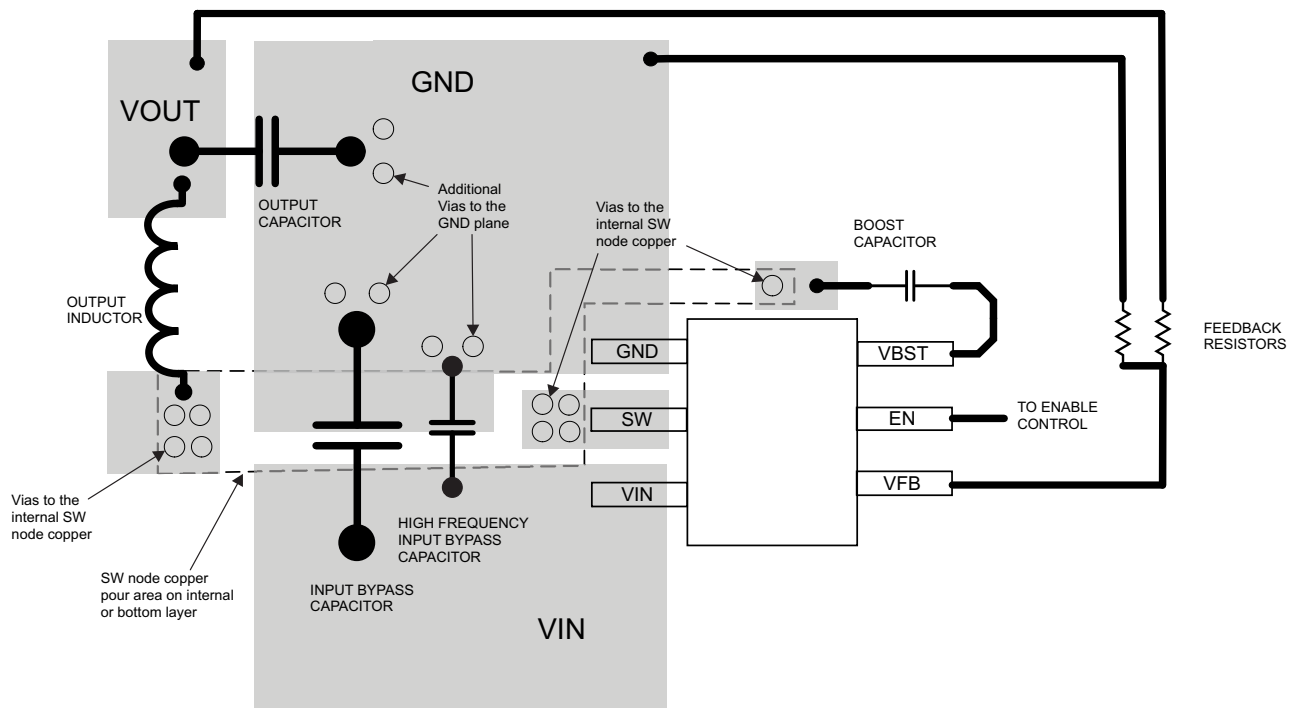 GND
VOUT
OUTPUT
CAPACITOR
Additional
Vias to the
GND plane
Vias to the
internal SW
node copper
BOOST
CAPACITOR
OUTPUT
INDUCTOR
FEEDBACK
RESISTORS
GND
VBST
SW
EN
TO ENABLE
CONTROL
VIN
VFB
Vias to the
internal SW
node copper
HIGH FREQUENCY
INPUT BYPASS
CAPACITOR
SW node copper
pour area on internal
or bottom layer
INPUT BYPASS
CAPACITOR
VIN